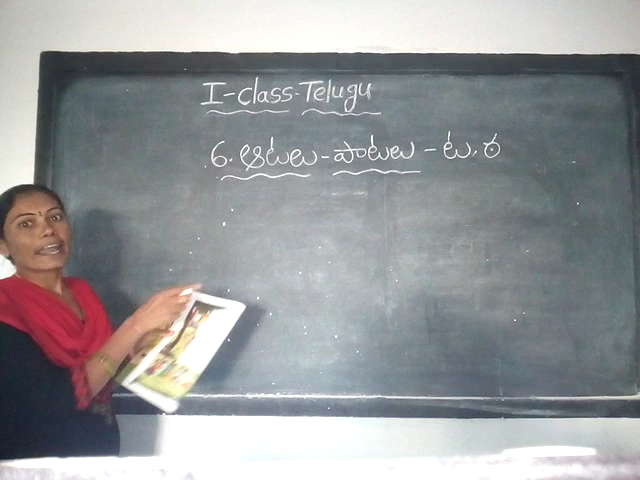 I-class-Telugu
6. ఆటలు - పాటలు - ట, ఠ